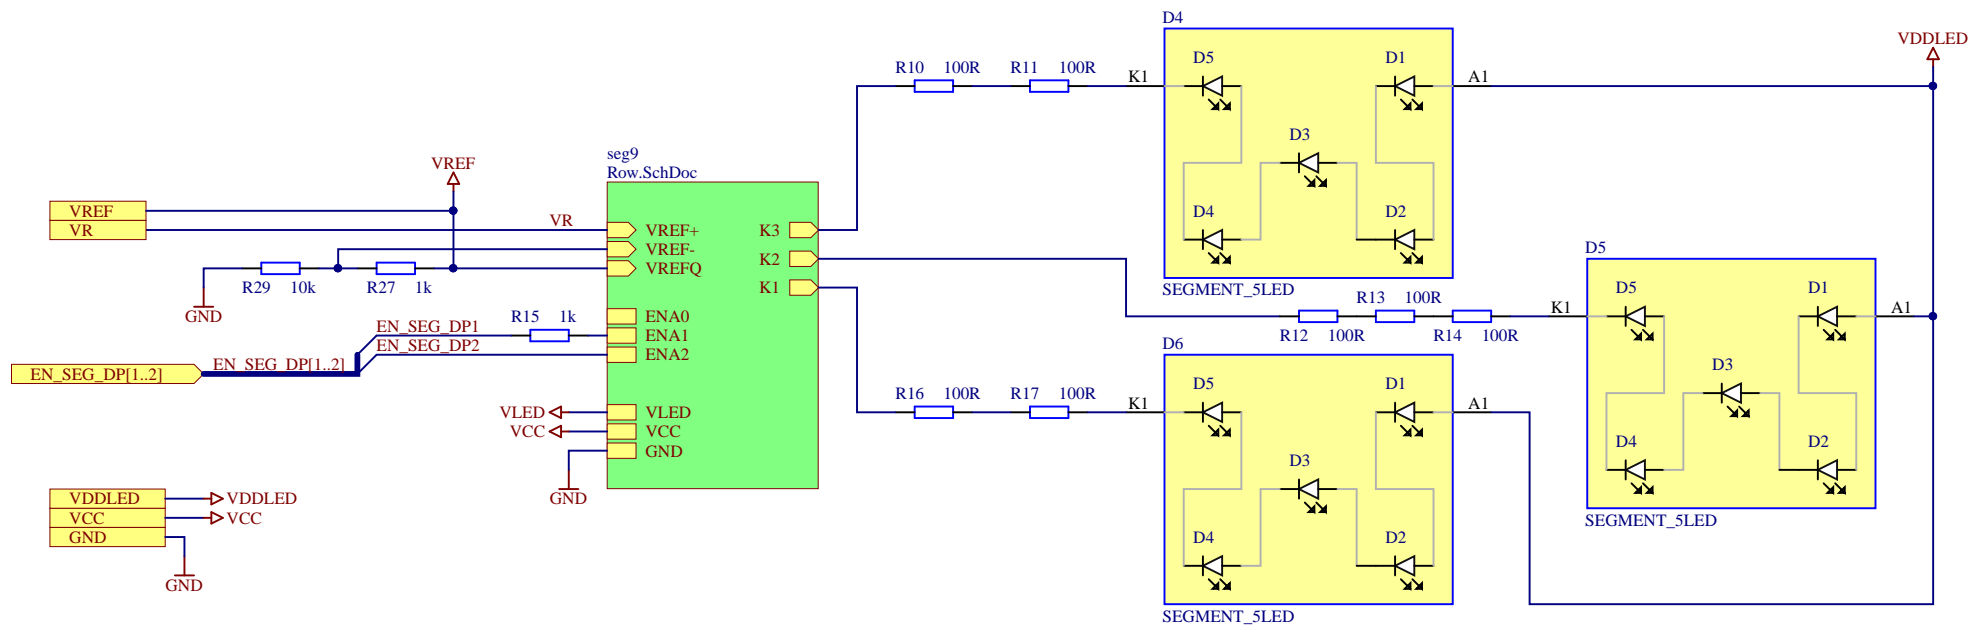 VREF
VR
VREF
VR
R29 10k
R27 1k
GND
EN_SEG_DP[1..2]
EN_SEG_DP[1..2]
EN_SEG_DP1
EN_SEG_DP2
R15 1k
VLED
VCC
GND
VDDLED
VCC
GND
VDDLED
VCC
GND
seg9
Row.SchDoc
VREF+
VREF-
VREFQ
ENA0
ENA1
ENA2
VLED
VCC
GND
K3
K2
K1
R10 100R
R11 100R
K1
D4
D5
D1
D3
D4
D2
SEGMENT_5LED
A1
VDDLED
R12 100R
R13 100R
R14 100R
K1
D5
D5
D1
D3
D4
D2
SEGMENT_5LED
A1
R16 100R
R17 100R
K1
D6
D5
D1
D3
D4
D2
SEGMENT_5LED
A1